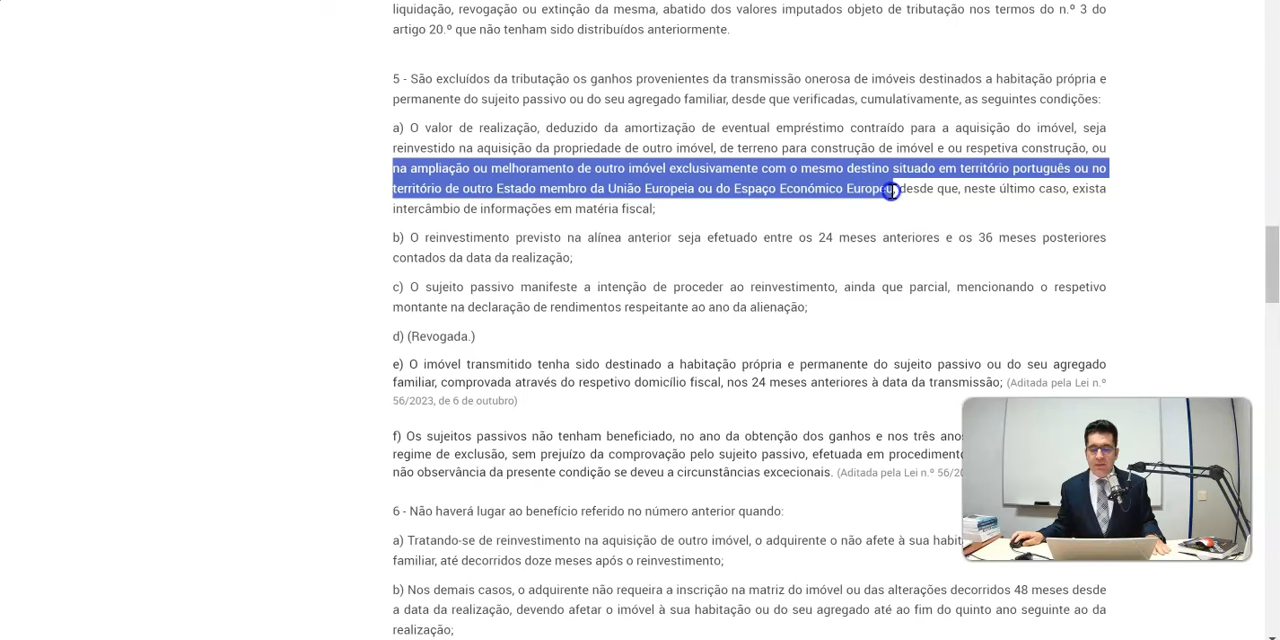 liquidação, revogação ou extinção da mesma, abatido dos valores imputados objeto de tributação nos termos do n.º 3 do
artigo 20.º que não tenham sido distribuídos anteriormente.
5 - São excluídos da tributação os ganhos provenientes da transmissão onerosa de imóveis destinados a habitação própria e
permanente do sujeito passivo ou do seu agregado familiar, desde que verificadas, cumulativamente, as seguintes condições:
a) O valor de realização, deduzido da amortização de eventual empréstimo contraído para a aquisição do imóvel, seja
reinvestido na aquisição da propriedade de outro imóvel, de terreno para construção de imóvel e ou respetiva construção, ou
na ampliação ou melhoramento de outro imóvel exclusivamente com o mesmo destino situado em território português ou no
território de outro Estado membro da União Europeia ou do Espaço Económico Europeu, desde que, neste último caso, exista
intercâmbio de informações em matéria fiscal;
b) O reinvestimento previsto na alínea anterior seja efetuado entre os 24 meses anteriores e os 36 meses posteriores
contados da data da realização;
c) O sujeito passivo manifeste a intenção de proceder ao reinvestimento, ainda que parcial, mencionando o respetivo
montante na declaração de rendimentos respeitante ao ano da alienação;
d) (Revogada.)
e) O imóvel transmitido tenha sido destinado a habitação própria e permanente do sujeito passivo ou do seu agregado
familiar, comprovada através do respetivo domicílio fiscal, nos 24 meses anteriores à data da transmissão; (Aditada pela Lei n.º
56/2023, de 6 de outubro)
f) Os sujeitos passivos não tenham beneficiado, no ano da obtenção dos ganhos e nos três anos
regime de exclusão, sem prejuízo da comprovação pelo sujeito passivo, efetuada em procedimento
não observância da presente condição se deveu a circunstâncias excecionais. (Aditada pela Lei n.º 56/20
6 - Não haverá lugar ao benefício referido no número anterior quando:
a) Tratando-se de reinvestimento na aquisição de outro imóvel, o adquirente o não afete à sua habit
familiar, até decorridos doze meses após o reinvestimento;
b) Nos demais casos, o adquirente não requeira a inscrição na matriz do imóvel ou das alterações decorridos 48 meses desde
a data da realização, devendo afetar o imóvel à sua habitação ou do seu agregado até ao fim do quinto ano seguinte ao da
realização;